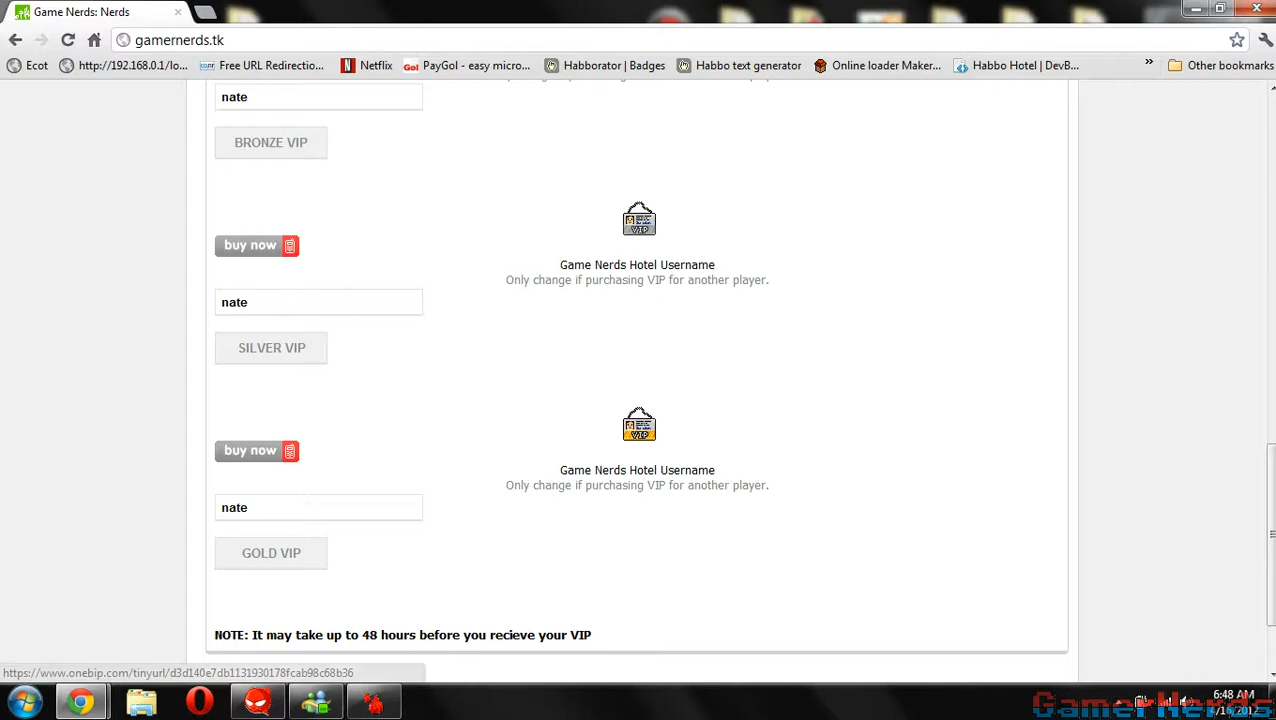 Game Nerds: Nerds
gamernerds.tk
Ecot
http://192.168.0.1/lo...
Free URL Redirectio...
Netflix
Go!
PayGol - easy micro...
Habborator | Badges
Habbo text generator
Online loader Maker...
Habbo Hotel | DevB...
»
Other bookmarks
nate
BRONZE VIP
VIP
buy now
Game Nerds Hotel Username
Only change if purchasing VIP for another player.
nate
SILVER VIP
VIP
buy now
Game Nerds Hotel Username
Only change if purchasing VIP for another player.
nate
GOLD VIP
NOTE: It may take up to 48 hours before you recieve your VIP
https://www.onebip.com/tinyurl/d3d140e7db1131930178fcab98c68b36
6:48 AM
GamerNerds